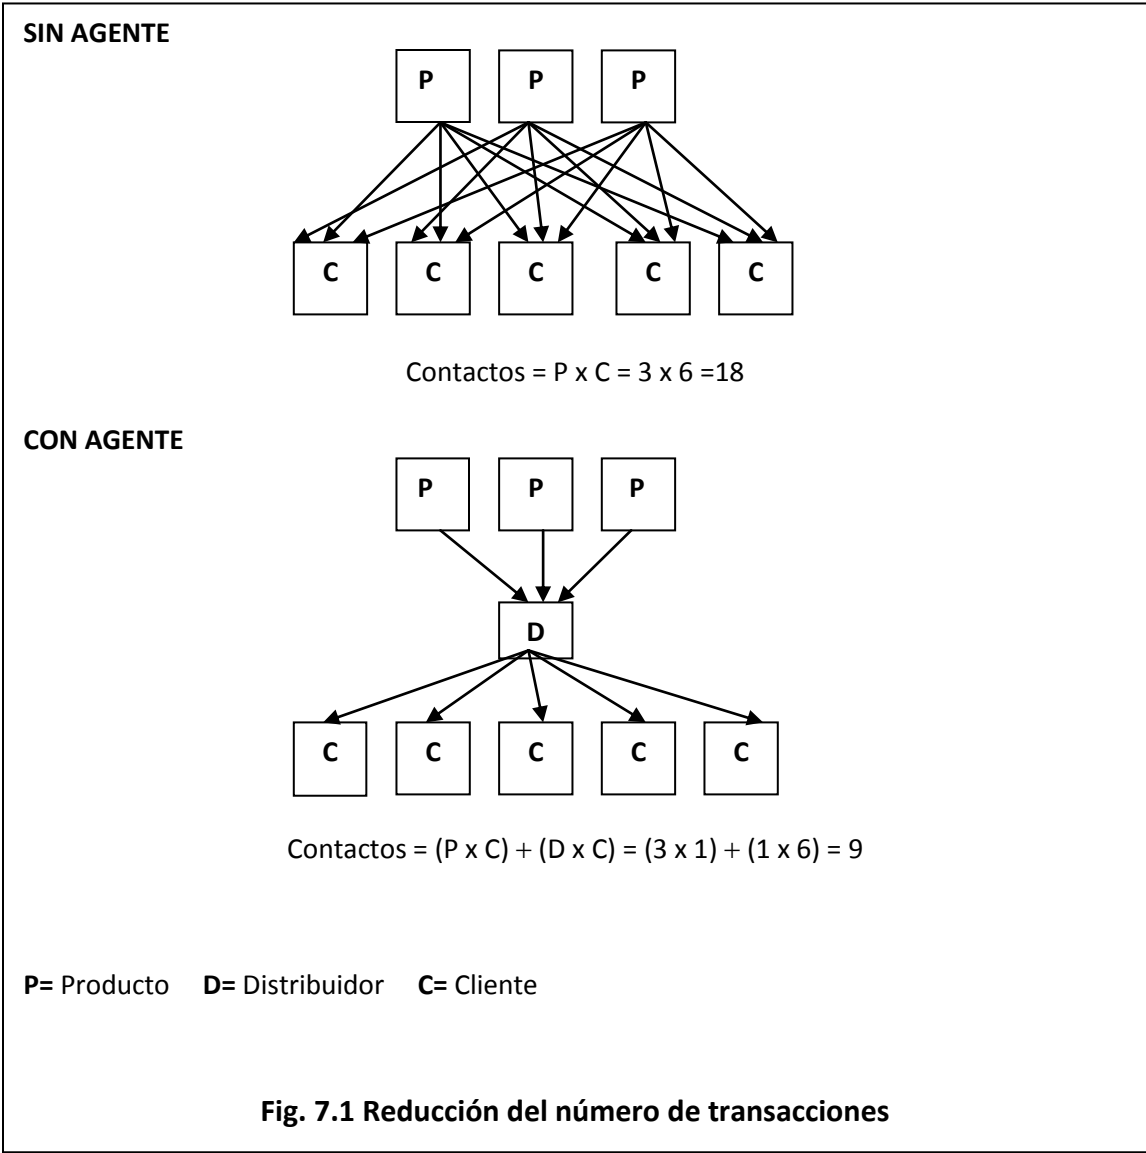 SIN AGENTE
P P P
C C C C C
Contactos = P x C = 3 x 6 =18
CON AGENTE
P P P
D
C C C C C
Contactos = (P x C) + (D x C) = (3 x 1) + (1 x 6) = 9
P= Producto D= Distribuidor C= Cliente
Fig. 7.1 Reducción del número de transacciones